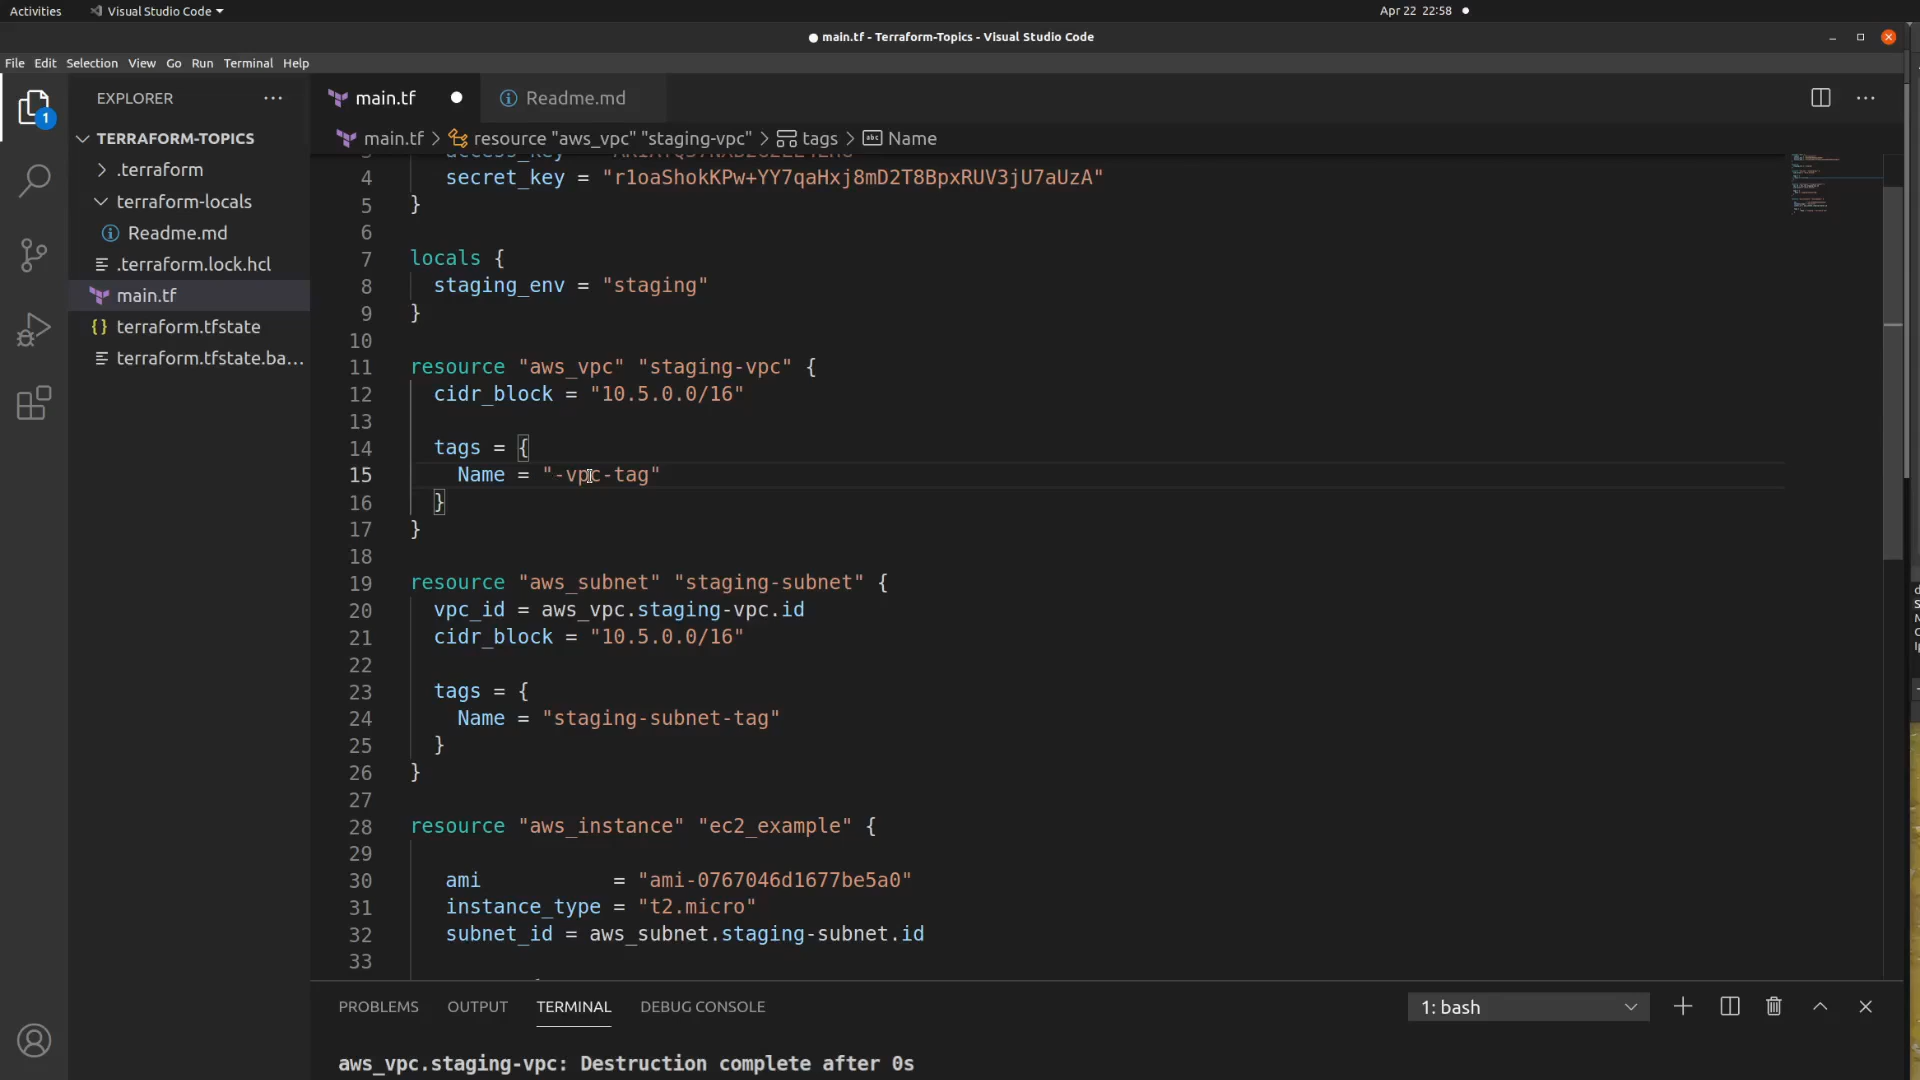 Activities
Visual Studio Code
Apr 22 22:58
main.tf - Terraform-Topics - Visual Studio Code
File Edit Selection View Go Run Terminal Help
EXPLORER
1
TERRAFORM-TOPICS
.terraform
terraform-locals
Readme.md
.terraform.lock.hcl
main.tf
terraform.tfstate
terraform.tfstate.ba...
main.tf
Readme.md
main.tf > resource "aws_vpc" "staging-vpc" > tags > abc Name
4 secret_key = "r1oaShokKPw+YY7qaHxj8mD2T8BpxRUV3jU7aUzA"
5 }
6
7 locals {
8 staging_env = "staging"
9 }
10
11 resource "aws_vpc" "staging-vpc" {
12 cidr_block = "10.5.0.0/16"
13
14 tags = {
15 Name = "-vpc-tag"
16 }
17 }
18
19 resource "aws_subnet" "staging-subnet" {
20 vpc_id = aws_vpc.staging-vpc.id
21 cidr_block = "10.5.0.0/16"
22
23 tags = {
24 Name = "staging-subnet-tag"
25 }
26 }
27
28 resource "aws_instance" "ec2_example" {
29
30 ami = "ami-0767046d1677be5a0"
31 instance_type = "t2.micro"
32 subnet_id = aws_subnet.staging-subnet.id
33
PROBLEMS OUTPUT TERMINAL DEBUG CONSOLE
1: bash
aws_vpc.staging-vpc: Destruction complete after 0s